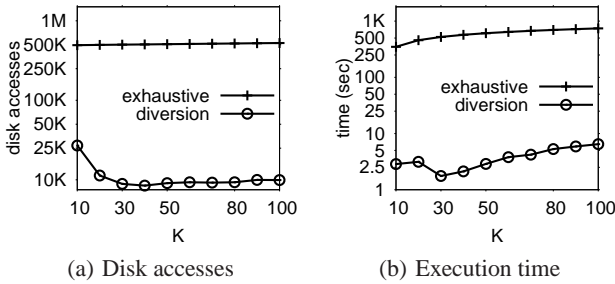 disk accesses
1M
500K
250K
100K
50K
25K
10K
exhaustive
diversion
10 30 50 80 100
K
(a) Disk accesses
time (sec)
1K
500
250
100
50
25
10
5
2.5
1
exhaustive
diversion
10 30 50 80 100
K
(b) Execution time